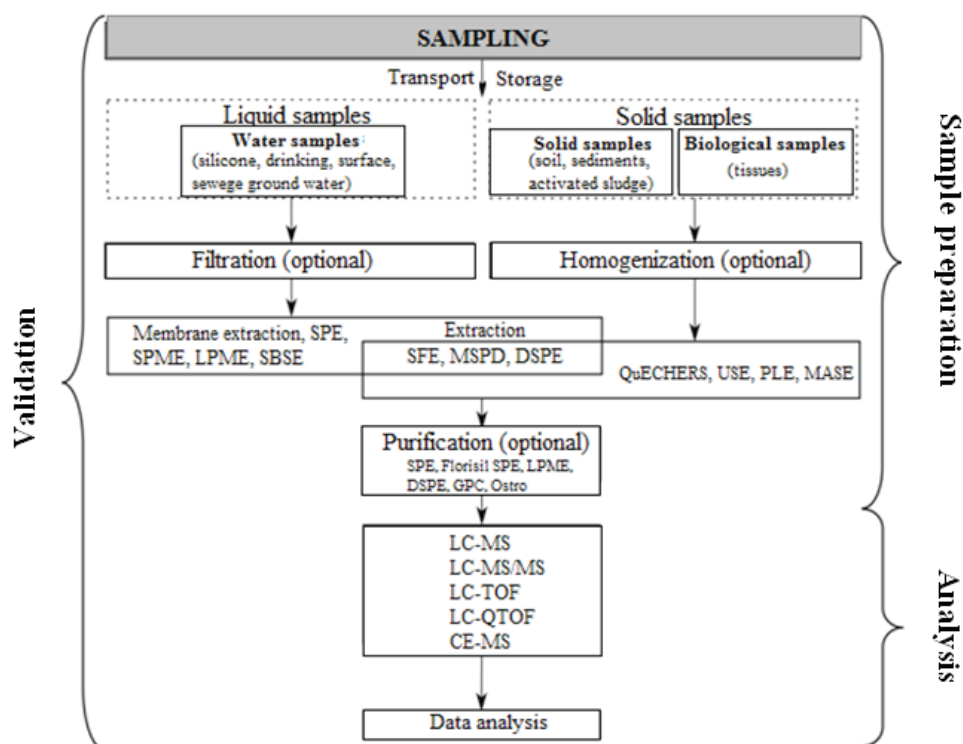 SAMPLING
Transport Storage
Liquid samples
Water samples:
(silicone, drinking, surface,
sewege ground water)
Solid samples
Solid samples
(soil, sediments,
activated sludge)
Biological samples
(tissues)
Filtration (optional)
Homogenization (optional)
Membrane extraction, SPE,
SPME, LPME, SBSE
Extraction
SFE, MSPD, DSPE
QuECHERS, USE, PLE, MASE
Purification (optional)
SPE, Florisil SPE, LPME,
DSPE, GPC, Ostro
LC-MS
LC-MS/MS
LC-TOF
LC-QTOF
CE-MS
Data analysis
Validation
Sample preparation
Analysis